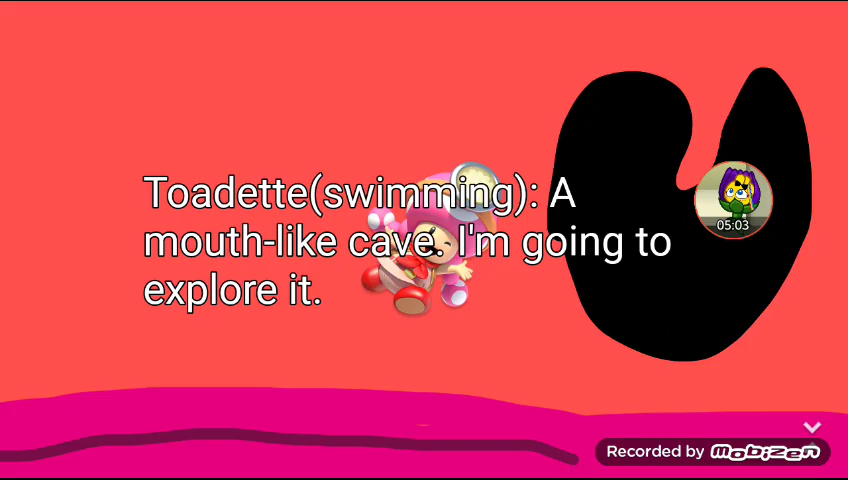 Toadette(swimming): A
mouth-like cave. I'm going to
explore it.
05:03
Recorded by Mobizen